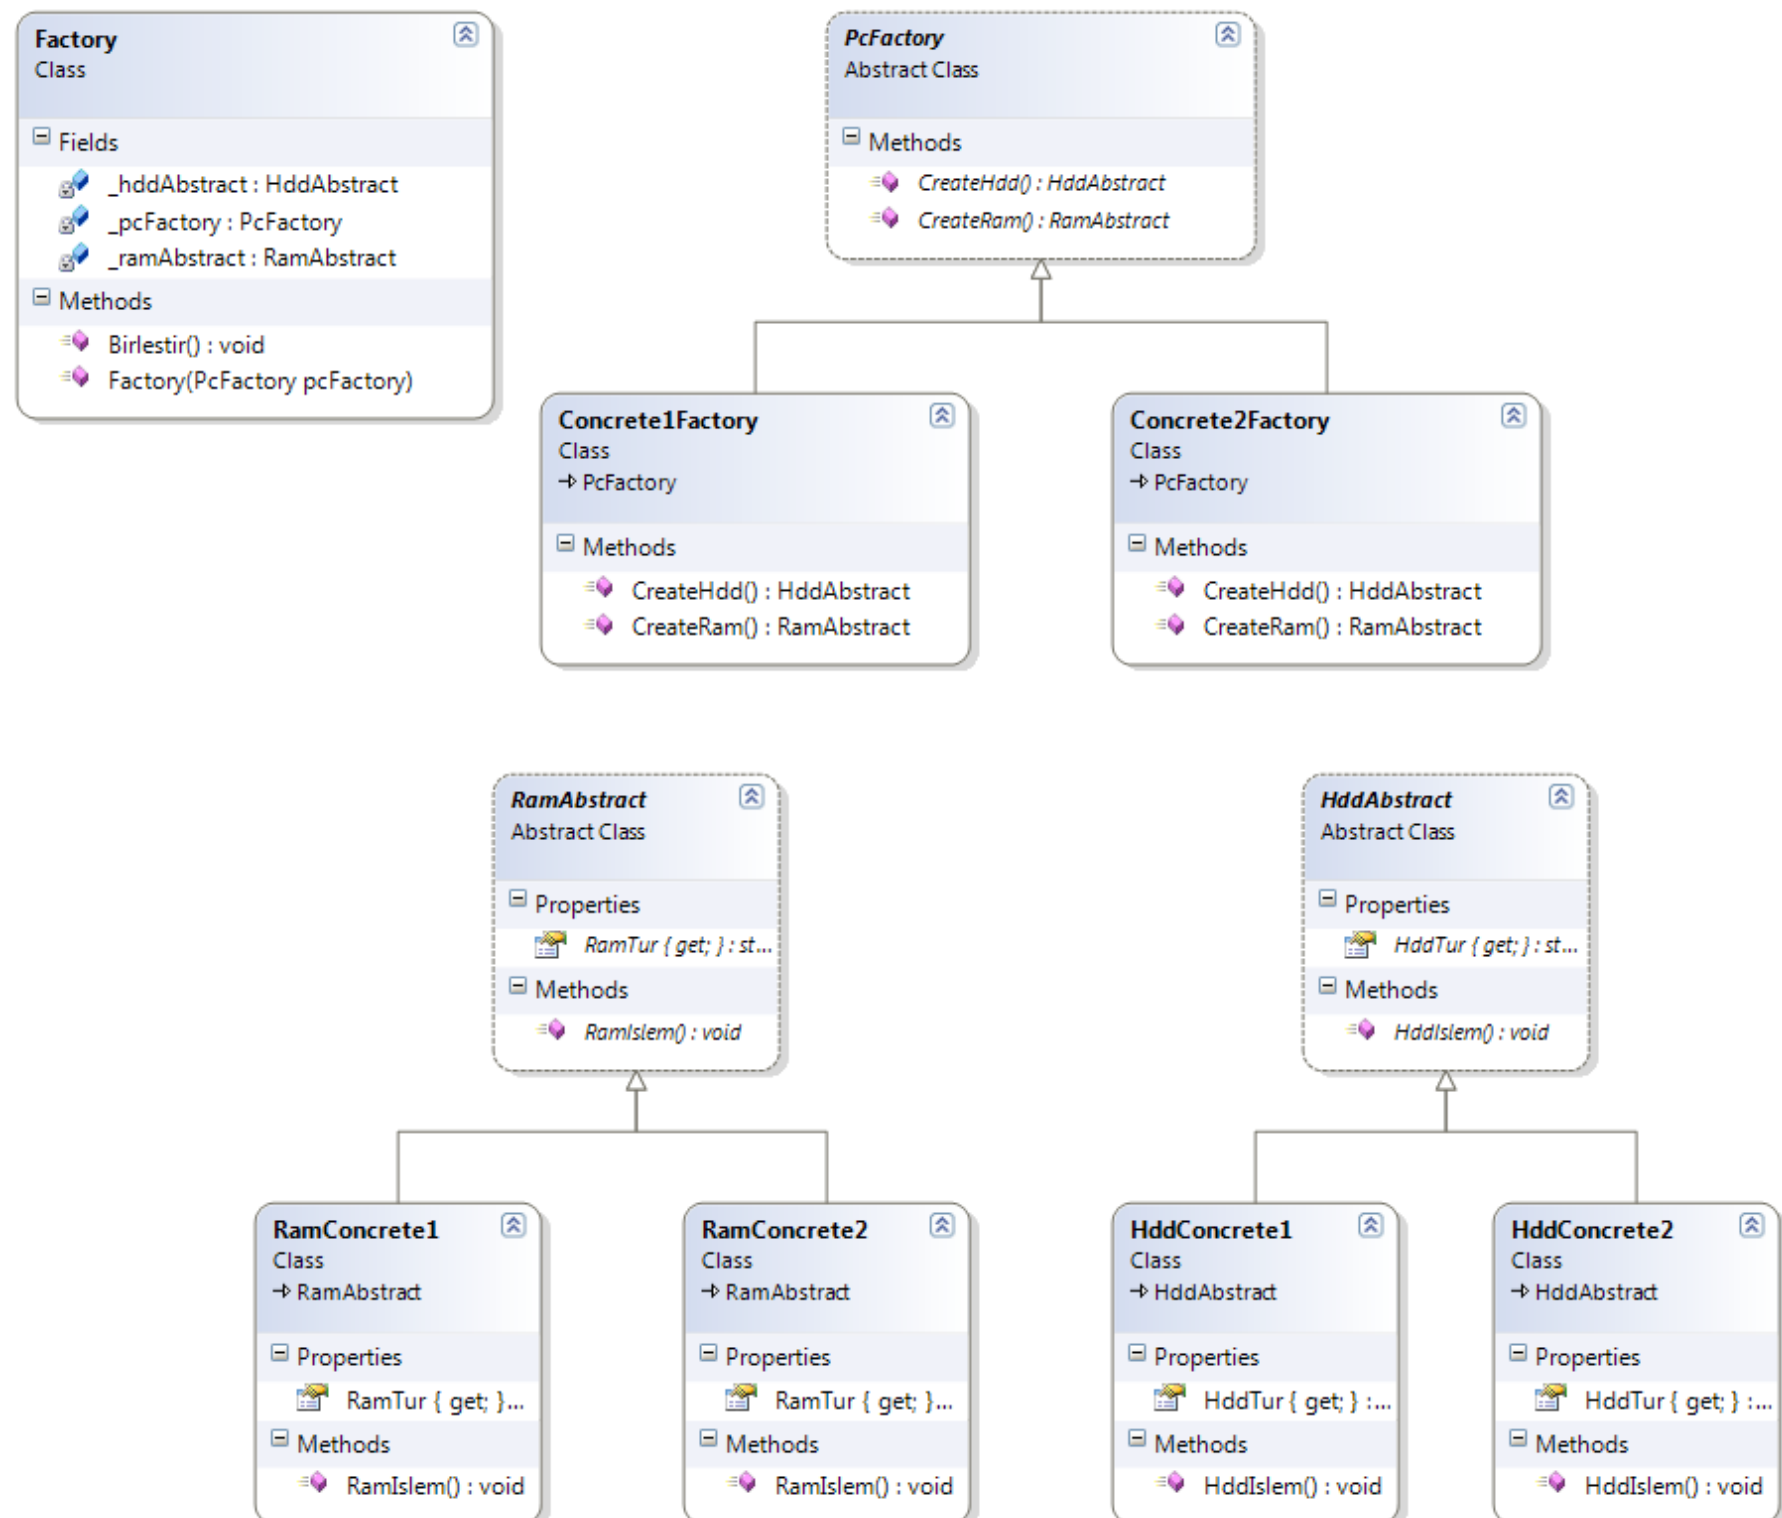 Factory
Class
Fields
_hddAbstract : HddAbstract
_pcFactory : PcFactory
_ramAbstract : RamAbstract
Methods
Birlestir() : void
Factory(PcFactory pcFactory)
PcFactory
Abstract Class
Methods
CreateHdd() : HddAbstract
CreateRam() : RamAbstract
Concrete1Factory
Class
PcFactory
Methods
CreateHdd() : HddAbstract
CreateRam() : RamAbstract
Concrete2Factory
Class
PcFactory
Methods
CreateHdd() : HddAbstract
CreateRam() : RamAbstract
RamAbstract
Abstract Class
Properties
RamTur { get; } : st...
Methods
RamIslem() : void
HddAbstract
Abstract Class
Properties
HddTur { get; } : st...
Methods
HddIslem() : void
RamConcrete1
Class
RamAbstract
Properties
RamTur { get; }...
Methods
RamIslem() : void
RamConcrete2
Class
RamAbstract
Properties
RamTur { get; }...
Methods
RamIslem() : void
HddConcrete1
Class
HddAbstract
Properties
HddTur { get; } :...
Methods
HddIslem() : void
HddConcrete2
Class
HddAbstract
Properties
HddTur { get; } :...
Methods
HddIslem() : void